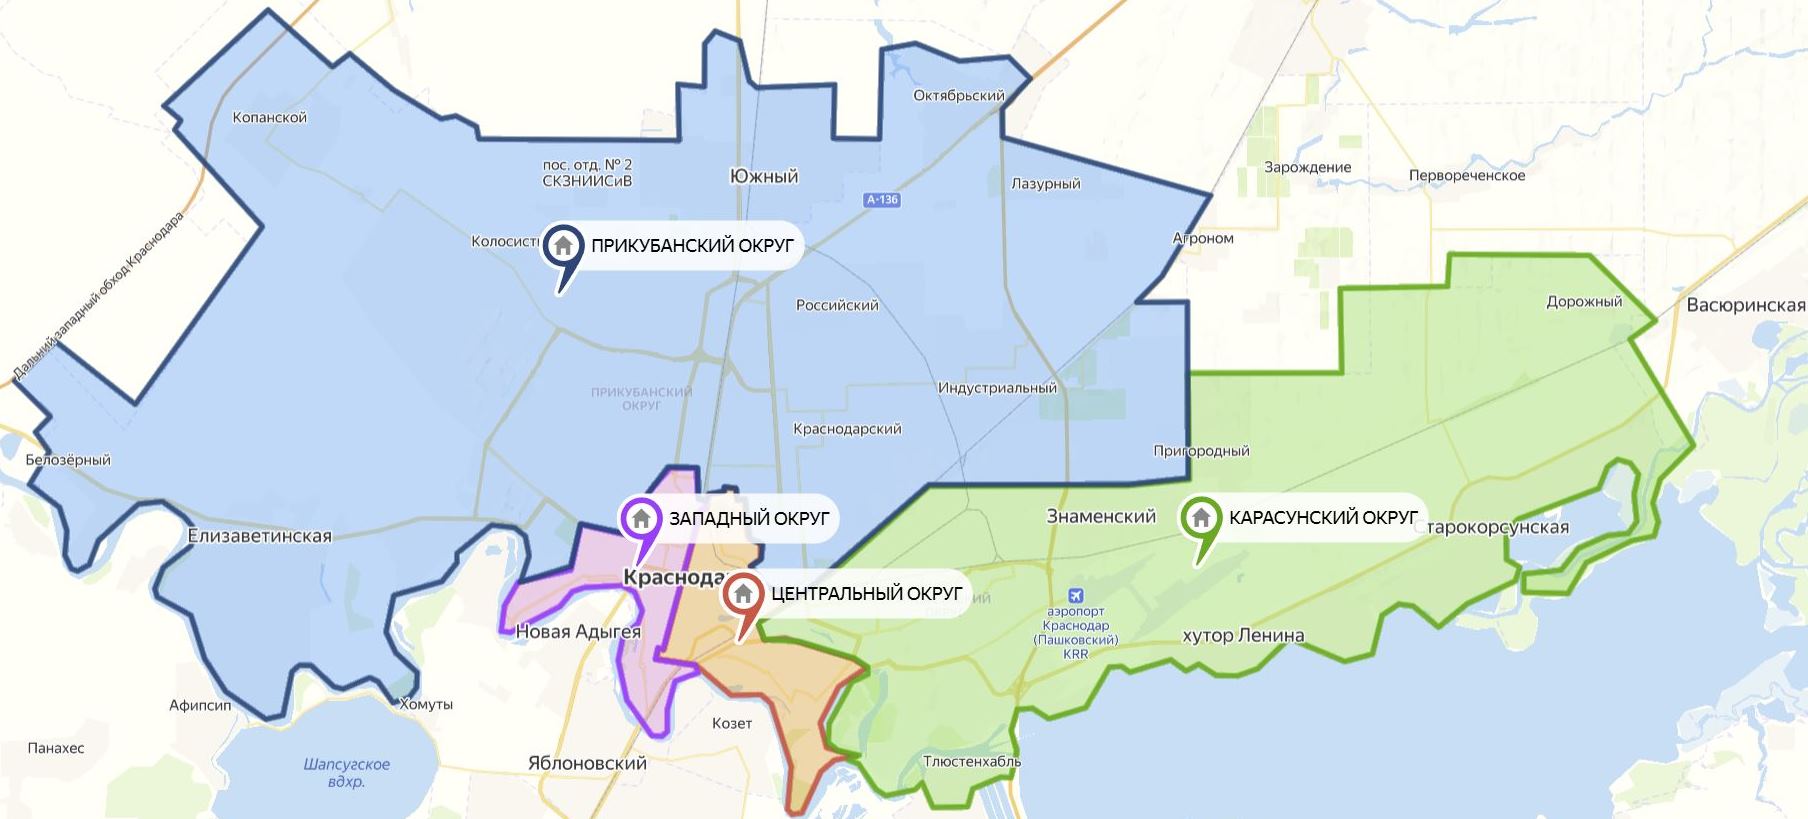 Копанской
Октябрьский
пос. отд. № 2
СКЗНИИСиВ
Южный
А-136
Лазурный
Зарождение
Первореченское
Колосист
ПРИКУБАНСКИЙ ОКРУГ
Агроном
Дальний западный обход Краснодара
Российский
Дорожный
Васюринская
ПРИКУБАНСКИЙ
ОКРУГ
Индустриальный
Краснодарский
Пригородный
Белозёрный
Елизаветинская
ЗАПАДНЫЙ ОКРУГ
Знаменский
КАРАСУНСКИЙ ОКРУГ
Старокорсунская
Краснода
ЦЕНТРАЛЬНЫЙ ОКРУГ
аэропорт
Краснодар
(Пашковский)
KRR
Новая Адыгея
хутор Ленина
Афипсип
Хомуты
Козет
Панахес
Шапсугское
вдхр.
Яблоновский
Тлюстенхабль